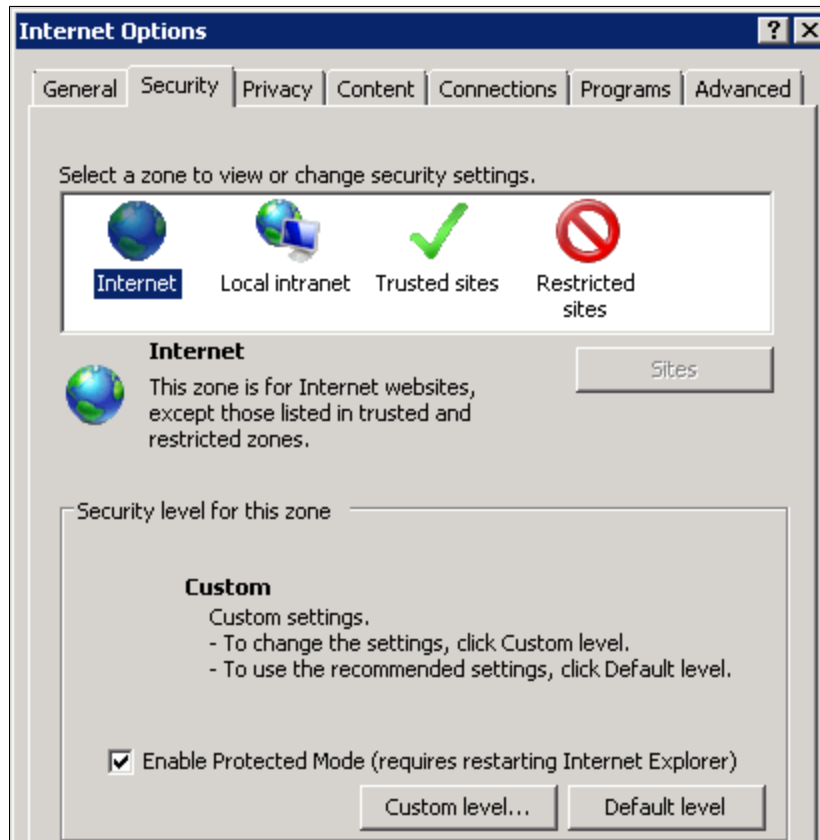 Internet Options
General Security Privacy Content Connections Programs Advanced
Select a zone to view or change security settings.
Internet Local intranet Trusted sites Restricted
sites
Internet
Sites
This zone is for Internet websites,
except those listed in trusted and
restricted zones.
Security level for this zone
Custom
Custom settings.
- To change the settings, click Custom level.
- To use the recommended settings, click Default level.
Enable Protected Mode (requires restarting Internet Explorer)
Custom level... Default level